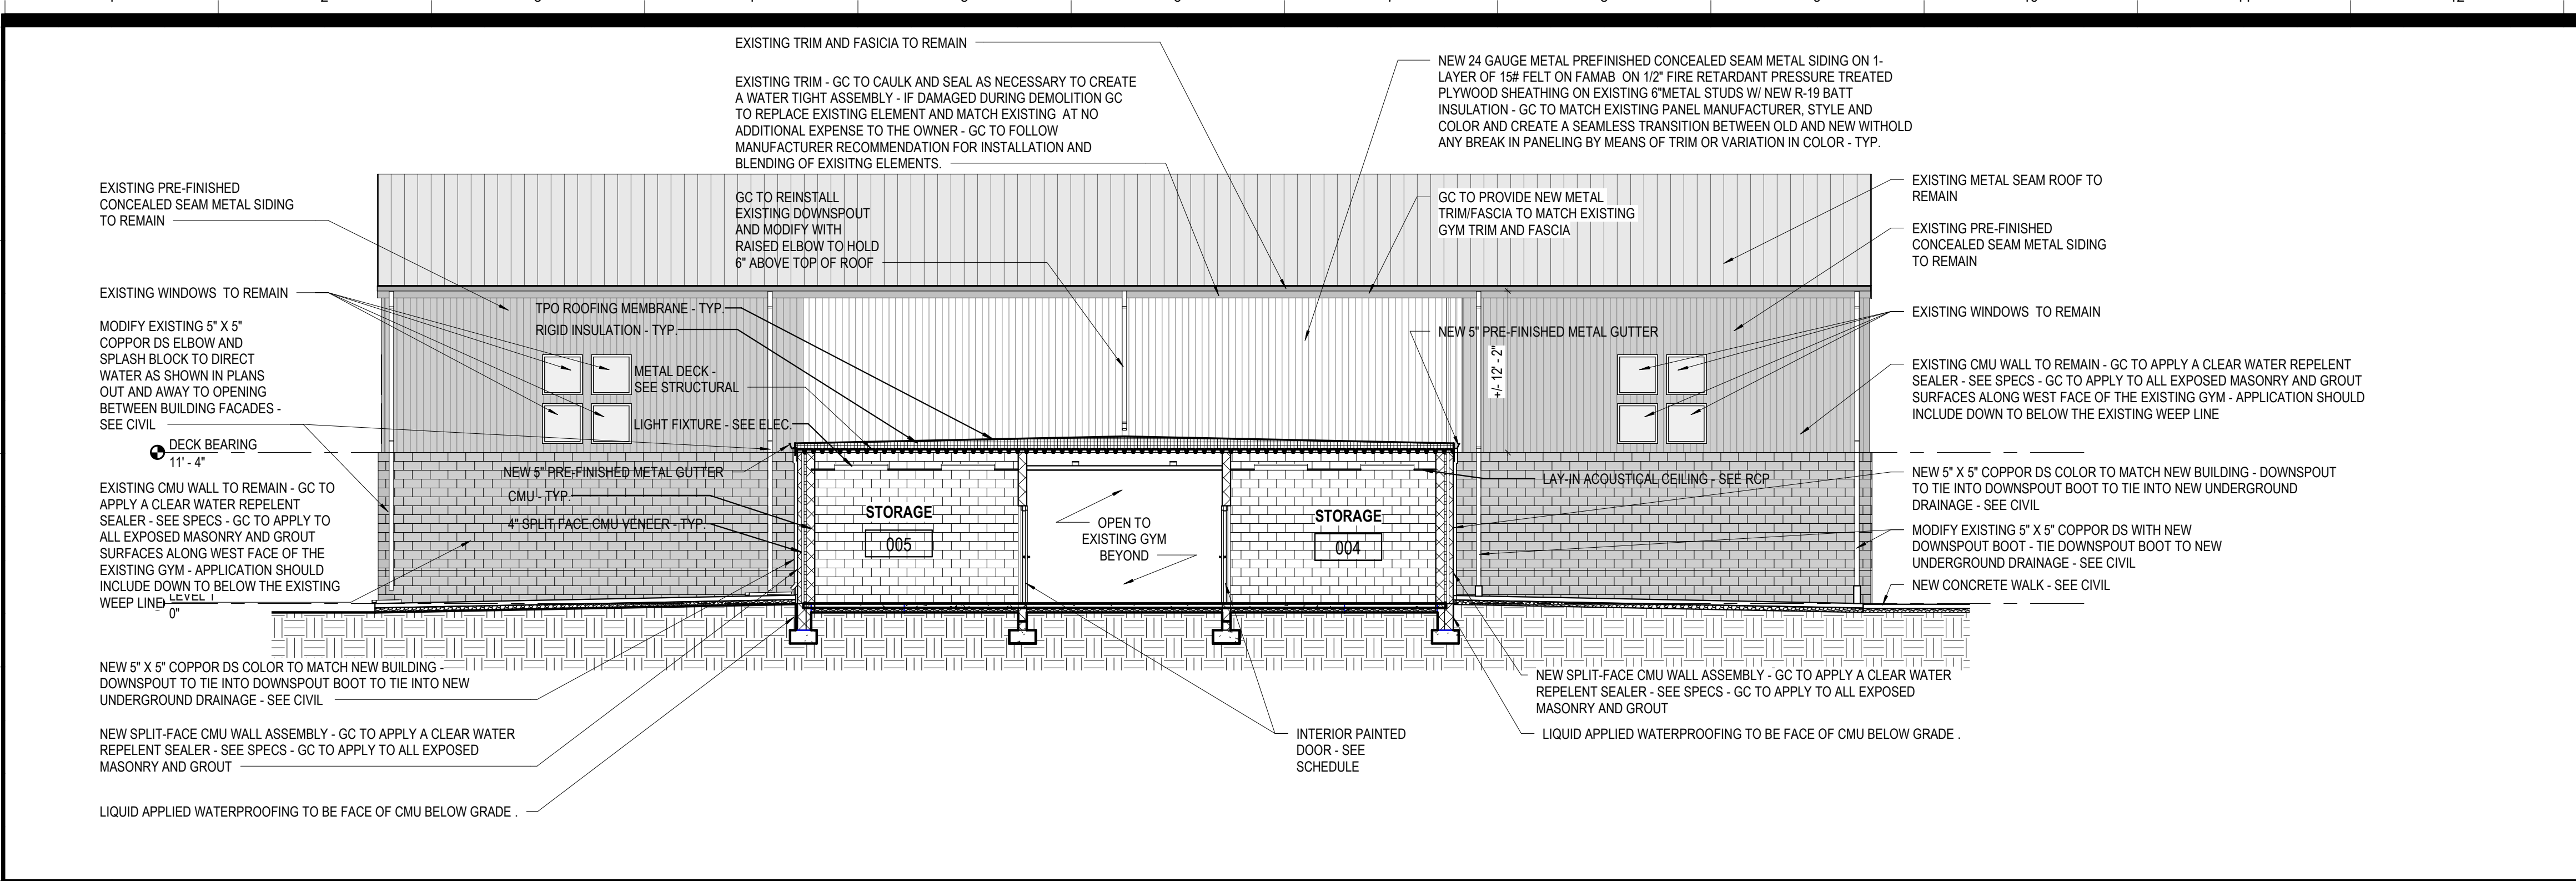 EXISTING TRIM AND FASICIA TO REMAIN
EXISTING TRIM - GC TO CAULK AND SEAL AS NECESSARY TO CREATE
A WATER TIGHT ASSEMBLY - IF DAMAGED DURING DEMOLITION GC
TO REPLACE EXISTING ELEMENT AND MATCH EXISTING AT NO
ADDITIONAL EXPENSE TO THE OWNER - GC TO FOLLOW
MANUFACTURER RECOMMENDATION FOR INSTALLATION AND
BLENDING OF EXISITNG ELEMENTS.
NEW 24 GAUGE METAL PREFINISHED CONCEALED SEAM METAL SIDING ON 1-
LAYER OF 15# FELT ON FAMAB ON 1/2" FIRE RETARDANT PRESSURE TREATED
PLYWOOD SHEATHING ON EXISTING 6"METAL STUDS W/ NEW R-19 BATT
INSULATION - GC TO MATCH EXISTING PANEL MANUFACTURER, STYLE AND
COLOR AND CREATE A SEAMLESS TRANSITION BETWEEN OLD AND NEW WITHOLD
ANY BREAK IN PANELING BY MEANS OF TRIM OR VARIATION IN COLOR - TYP.
EXISTING PRE-FINISHED
CONCEALED SEAM METAL SIDING
TO REMAIN
GC TO REINSTALL
EXISTING DOWNSPOUT
AND MODIFY WITH
RAISED ELBOW TO HOLD
6" ABOVE TOP OF ROOF
GC TO PROVIDE NEW METAL
TRIM/FASCIA TO MATCH EXISTING
GYM TRIM AND FASCIA
EXISTING METAL SEAM ROOF TO
REMAIN
EXISTING PRE-FINISHED
CONCEALED SEAM METAL SIDING
TO REMAIN
EXISTING WINDOWS TO REMAIN
TPO ROOFING MEMBRANE - TYP.
RIGID INSULATION - TYP.
METAL DECK -
SEE STRUCTURAL
LIGHT FIXTURE - SEE ELEC.
NEW 5" PRE-FINISHED METAL GUTTER
+/- 12' - 2"
EXISTING WINDOWS TO REMAIN
MODIFY EXISTING 5" X 5"
COPPOR DS ELBOW AND
SPLASH BLOCK TO DIRECT
WATER AS SHOWN IN PLANS
OUT AND AWAY TO OPENING
BETWEEN BUILDING FACADES -
SEE CIVIL
DECK BEARING
11' - 4"
EXISTING CMU WALL TO REMAIN - GC TO APPLY A CLEAR WATER REPELENT
SEALER - SEE SPECS - GC TO APPLY TO ALL EXPOSED MASONRY AND GROUT
SURFACES ALONG WEST FACE OF THE EXISTING GYM - APPLICATION SHOULD
INCLUDE DOWN TO BELOW THE EXISTING WEEP LINE
NEW 5" PRE-FINISHED METAL GUTTER
CMU - TYP.
4" SPLIT FACE CMU VENEER - TYP.
STORAGE
005
OPEN TO
EXISTING GYM
BEYOND
STORAGE
004
LAY-IN ACOUSTICAL CEILING - SEE RCP
NEW 5" X 5" COPPOR DS COLOR TO MATCH NEW BUILDING - DOWNSPOUT
TO TIE INTO DOWNSPOUT BOOT TO TIE INTO NEW UNDERGROUND
DRAINAGE - SEE CIVIL
MODIFY EXISTING 5" X 5" COPPOR DS WITH NEW
DOWNSPOUT BOOT - TIE DOWNSPOUT BOOT TO NEW
UNDERGROUND DRAINAGE - SEE CIVIL
NEW CONCRETE WALK - SEE CIVIL
EXISTING CMU WALL TO REMAIN - GC TO
APPLY A CLEAR WATER REPELENT
SEALER - SEE SPECS - GC TO APPLY TO
ALL EXPOSED MASONRY AND GROUT
SURFACES ALONG WEST FACE OF THE
EXISTING GYM - APPLICATION SHOULD
INCLUDE DOWN TO BELOW THE EXISTING
WEEP LINE
LEVEL 1
0"
NEW 5" X 5" COPPOR DS COLOR TO MATCH NEW BUILDING -
DOWNSPOUT TO TIE INTO DOWNSPOUT BOOT TO TIE INTO NEW
UNDERGROUND DRAINAGE - SEE CIVIL
NEW SPLIT-FACE CMU WALL ASSEMBLY - GC TO APPLY A CLEAR WATER
REPELENT SEALER - SEE SPECS - GC TO APPLY TO ALL EXPOSED
MASONRY AND GROUT
LIQUID APPLIED WATERPROOFING TO BE FACE OF CMU BELOW GRADE .
INTERIOR PAINTED
DOOR - SEE
SCHEDULE
NEW SPLIT-FACE CMU WALL ASSEMBLY - GC TO APPLY A CLEAR WATER
REPELENT SEALER - SEE SPECS - GC TO APPLY TO ALL EXPOSED
MASONRY AND GROUT
LIQUID APPLIED WATERPROOFING TO BE FACE OF CMU BELOW GRADE .